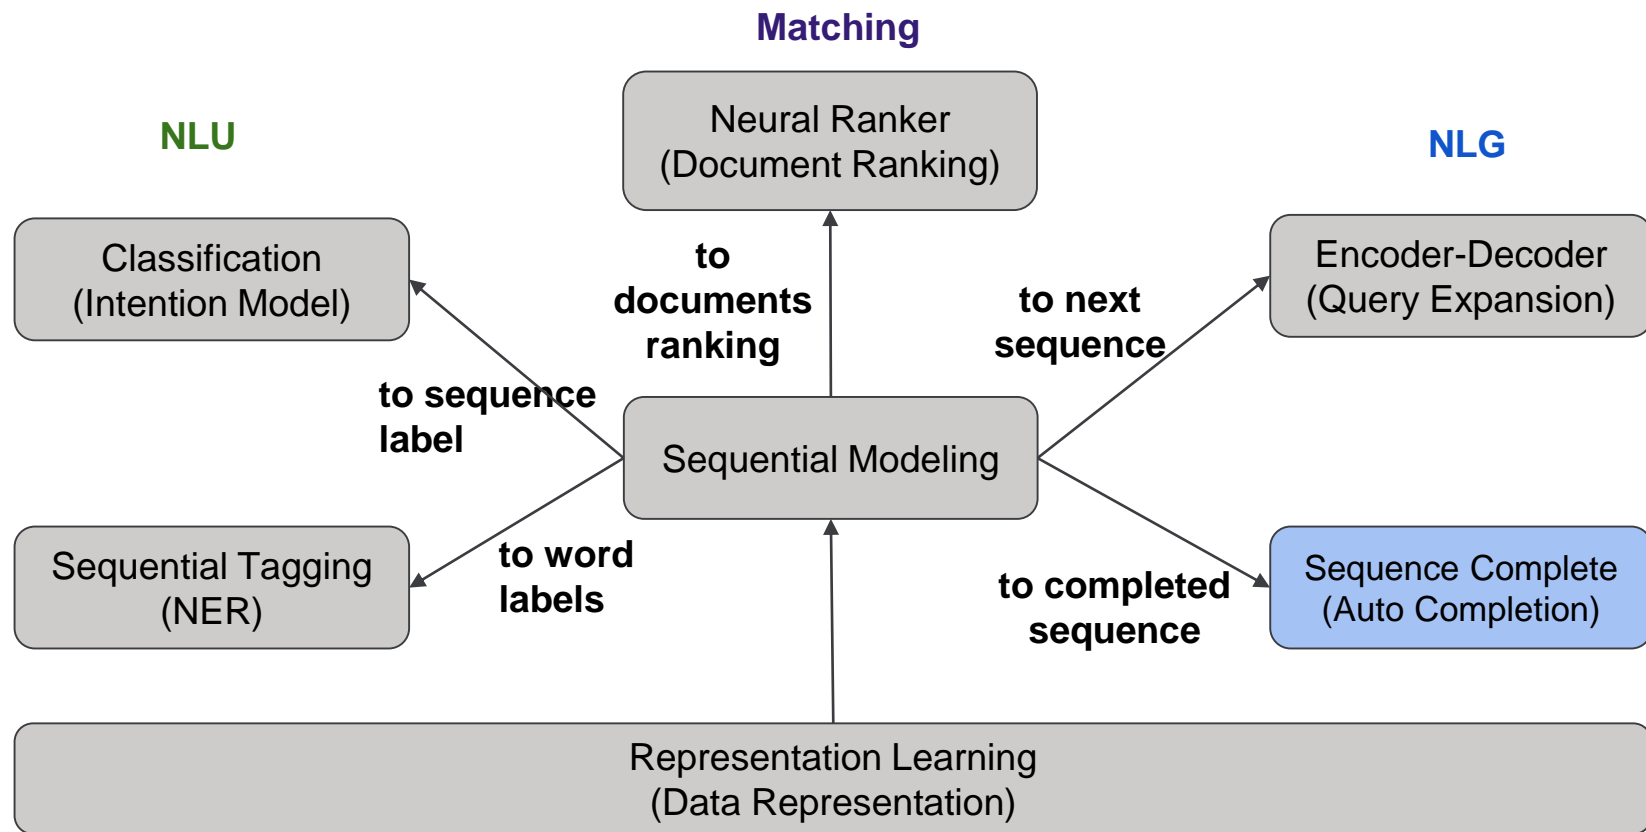 Matching
NLU
NLG
Neural Ranker
(Document Ranking)
Classification
(Intention Model)
Encoder-Decoder
(Query Expansion)
to
documents
ranking
to next
sequence
to sequence
label
Sequential Modeling
Sequential Tagging
(NER)
to word
labels
to completed
sequence
Sequence Complete
(Auto Completion)
Representation Learning
(Data Representation)